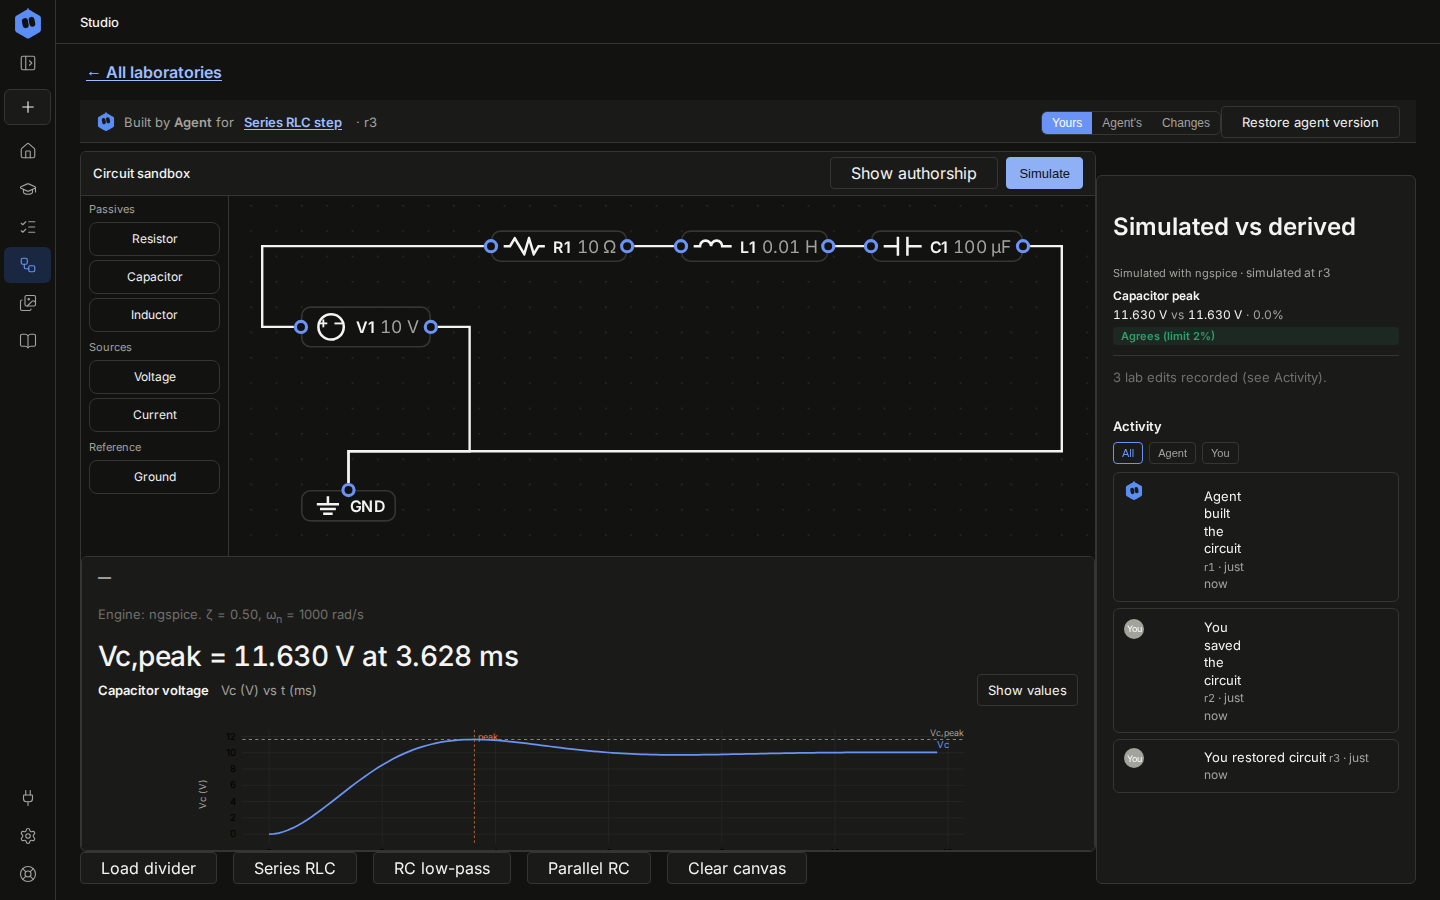 Studio
← All laboratories
Built by Agent for Series RLC step · r3
Yours Agent's Changes Restore agent version
Circuit sandbox
Show authorship Simulate
Passives
Resistor
Capacitor
Inductor
Sources
Voltage
Current
Reference
Ground
R1 10 Ω
L1 0.01 H
C1 100 µF
V1 10 V
GND
—
Engine: ngspice. ζ = 0.50, ωn = 1000 rad/s
Vc,peak = 11.630 V at 3.628 ms
Capacitor voltage Vc (V) vs t (ms)
Show values
Vc (V)
12
10
8
6
4
2
0
peak
Vc,peak
Vc
Load divider
Series RLC
RC low-pass
Parallel RC
Clear canvas
Simulated vs derived
Simulated with ngspice · simulated at r3
Capacitor peak
11.630 V vs 11.630 V · 0.0%
Agrees (limit 2%)
3 lab edits recorded (see Activity).
Activity
All Agent You
Agent
built
the
circuit
r1 · just
now
You
You
saved
the
circuit
r2 · just
now
You
You restored circuit r3 · just
now